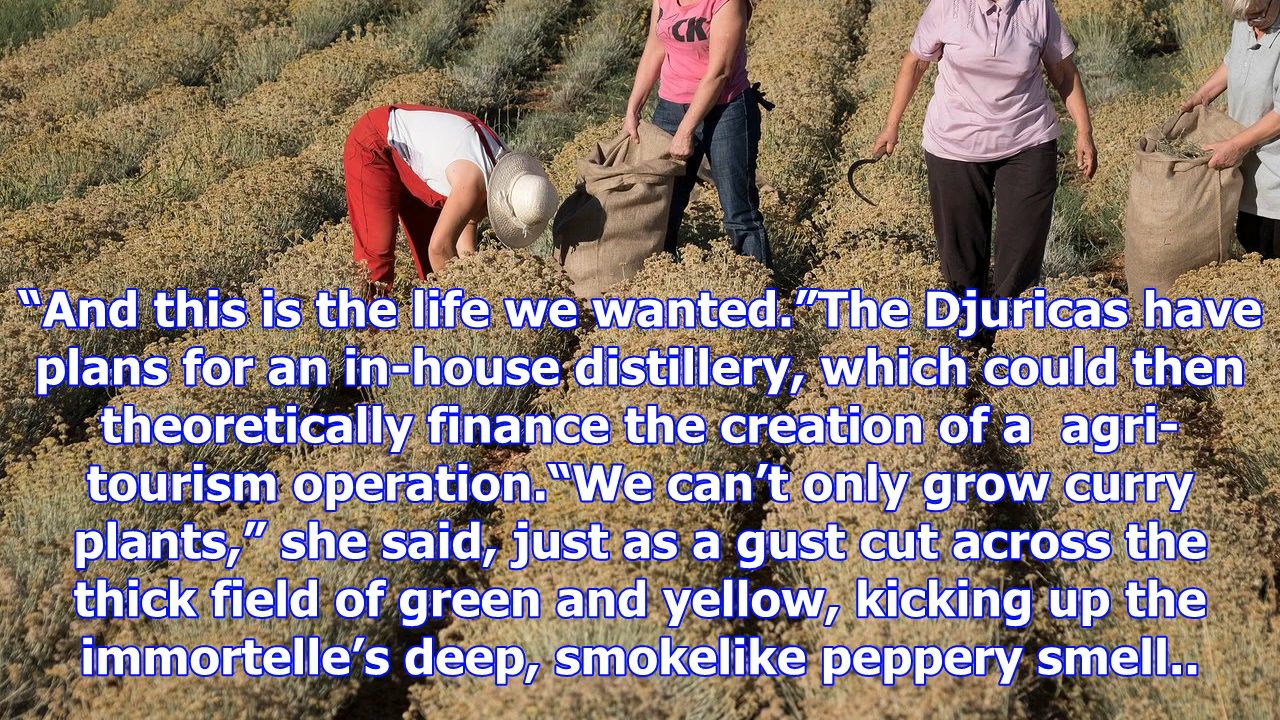 CK
“And this is the life we wanted.”The Djuricas have
plans for an in-house distillery, which could then
theoretically finance the creation of a  agri-
tourism operation.“We can’t only grow curry
plants,” she said, just as a gust cut across the
thick field of green and yellow, kicking up the
immortelle’s deep, smokelike peppery smell..